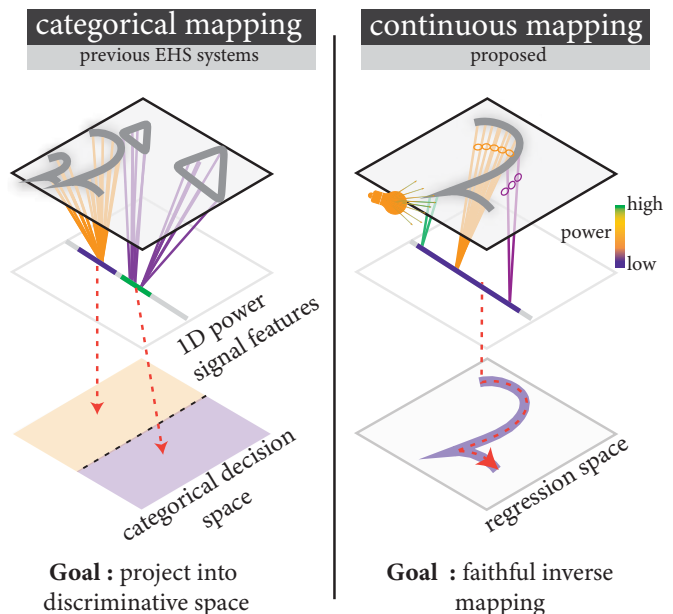 categorical mapping
previous EHS systems
1D power
signal features
categorical decision
space
Goal : project into
discriminative space
continuous mapping
proposed
high
power
low
regression space
Goal : faithful inverse
mapping